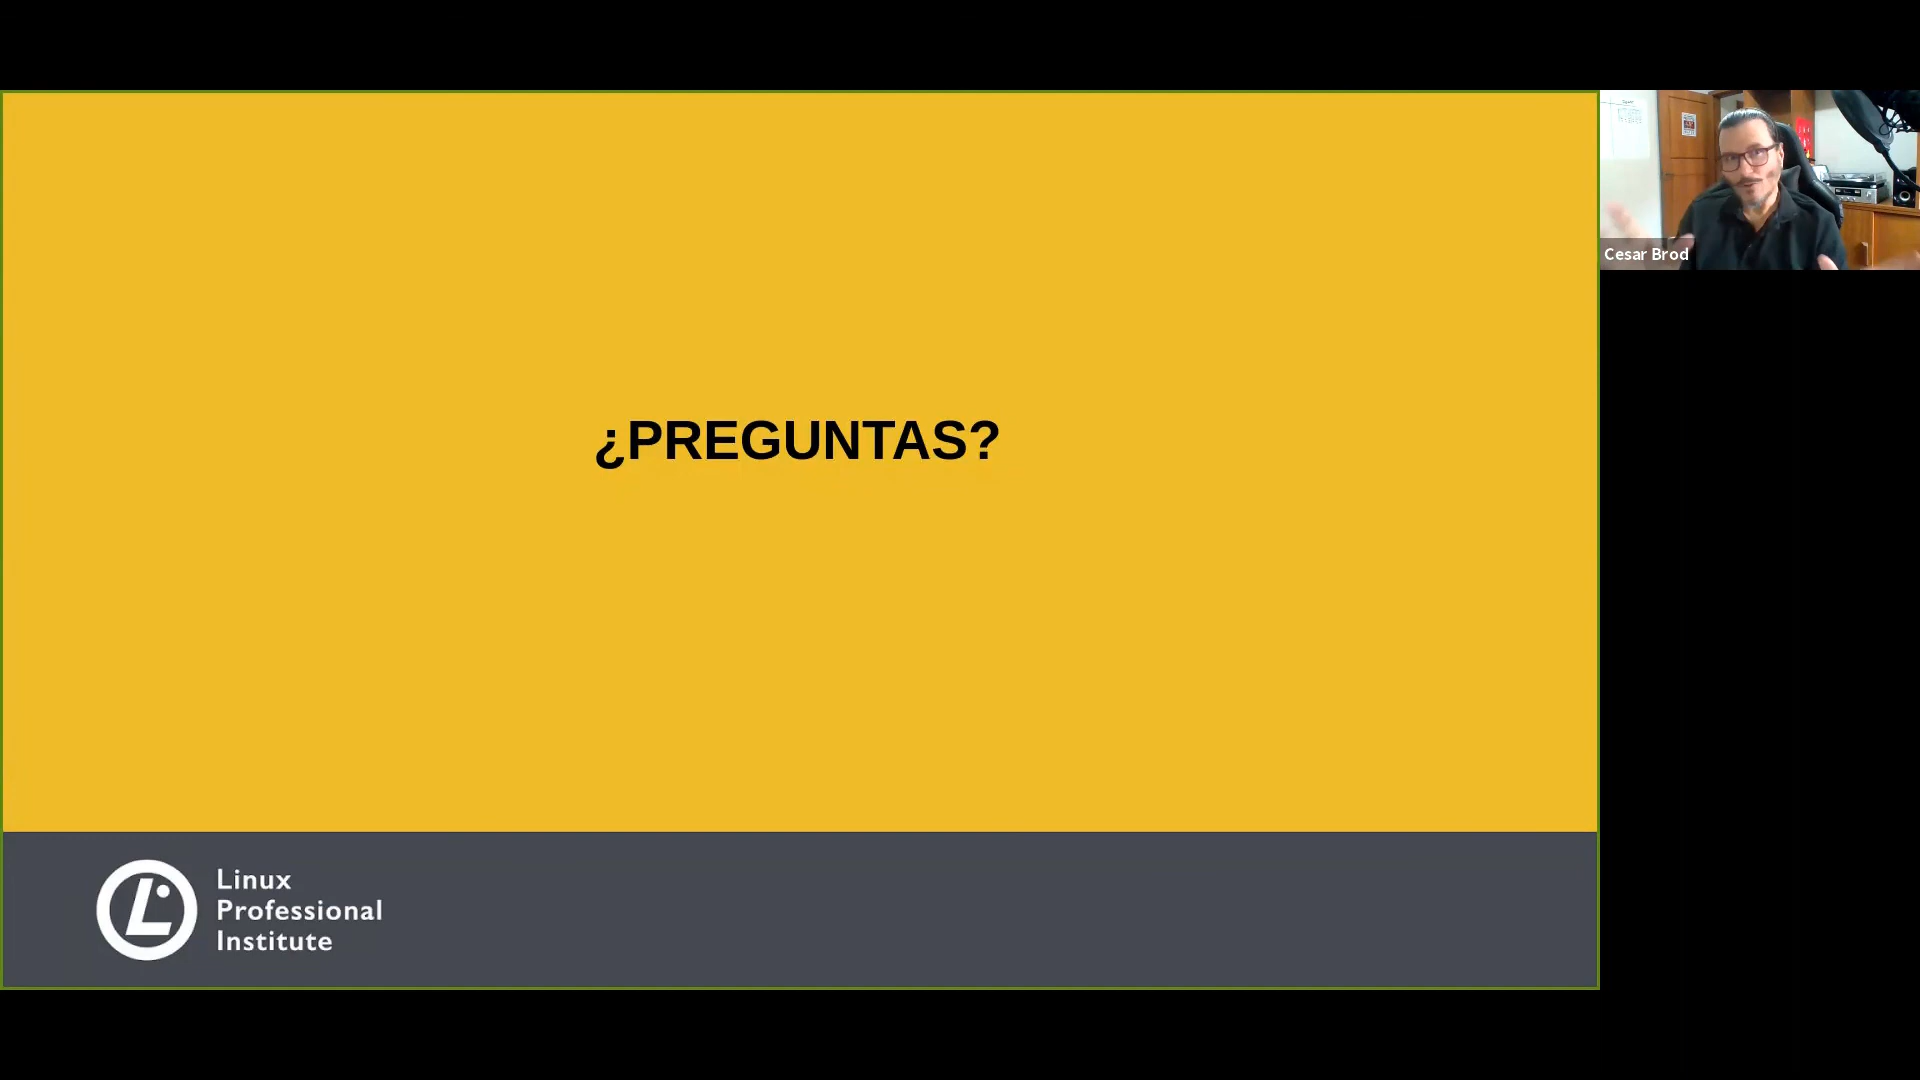 ¿PREGUNTAS?
Cesar Brod
Linux
Professional
Institute